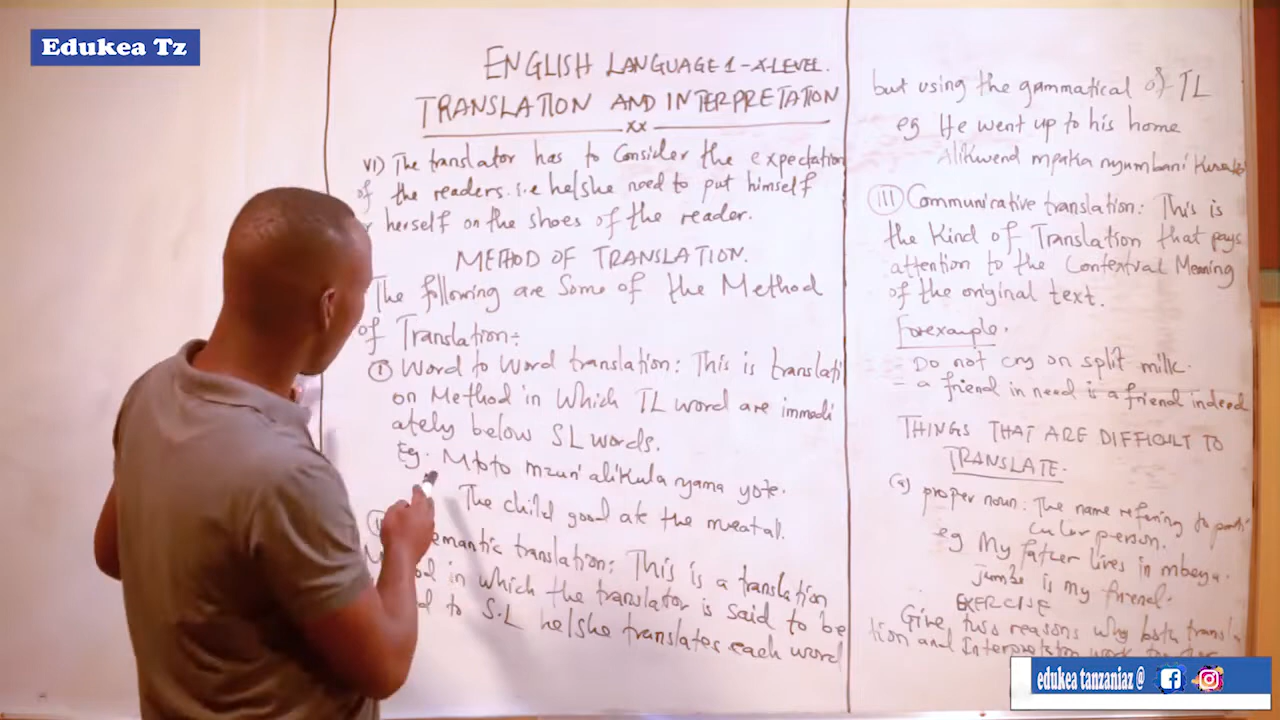 Edukea Tz
ENGLISH LANGUAGE 1 - A LEVEL.
TRANSLATION AND INTERPRETATION
xx
VI) The translator has to Consider the expectation
of the readers. i.e he/she need to put himself
herself on the shoes of the reader.
METHOD OF TRANSLATION.
The following are Some of the Method
of Translation:-
(I) Word to Word translation: This is translati
on Method in Which TL word are immedi
ately below SL words.
Eg. Mtoto mzuri alikula nyama yote.
The child good ate the meat all.
emantic translation: This is a translation
in which the translator is said to be
to S.L he/she translates each word
but using the grammatical of TL
eg He went up to his home
Alikwend mpaka nyumbani
(III) Communicative translation: This is
the Kind of Translation that pays
attention to the Contextual Meaning
of the original text.
Forexample.
- Do not cry on split milk.
- a friend in need is a friend indeed
THINGS THAT ARE DIFFICULT TO
TRANSLATE.
(a) proper noun: The name refering to parti
cular person.
eg My father lives in mbeya.
Jumbe is my friend.
EXERCISE
Give two reasons why both transla
tion and Interpretation work together
edukea tanzaniaz @